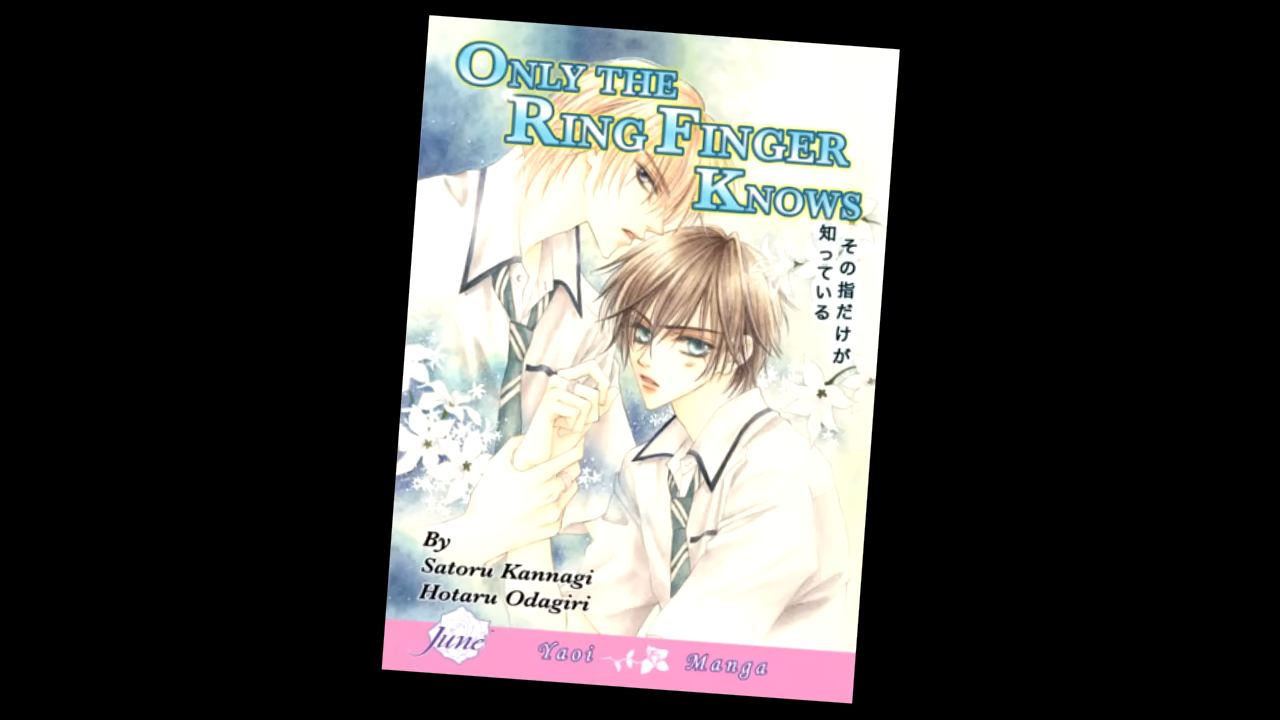 ONLY THE
RING FINGER
KNOWS
その指だけが
知っている
By
Satoru Kannagi
Hotaru Odagiri
June
Yaoi Manga